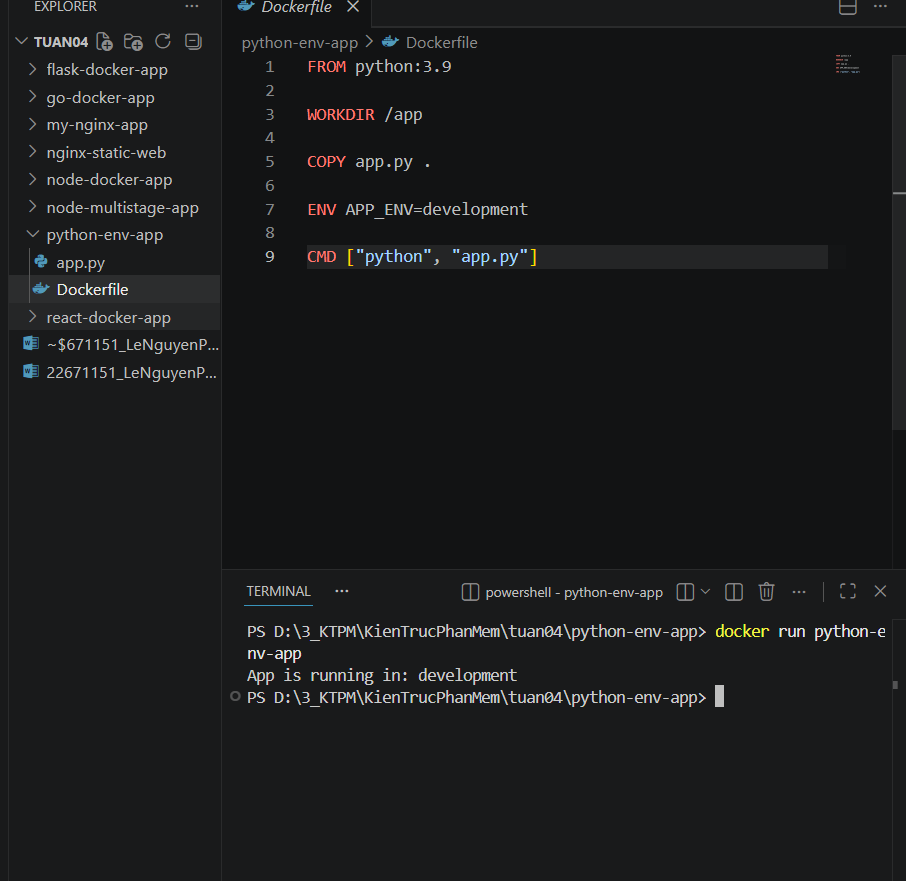 EXPLORER
TUAN04
flask-docker-app
go-docker-app
my-nginx-app
nginx-static-web
node-docker-app
node-multistage-app
python-env-app
app.py
Dockerfile
react-docker-app
~$671151_LeNguyenP...
22671151_LeNguyenP...
Dockerfile
python-env-app > Dockerfile
1 FROM python:3.9
2
3 WORKDIR /app
4
5 COPY app.py .
6
7 ENV APP_ENV=development
8
9 CMD ["python", "app.py"]
TERMINAL
powershell - python-env-app
PS D:\3_KTPM\KienTrucPhanMem\tuan04\python-env-app> docker run python-e
nv-app
App is running in: development
PS D:\3_KTPM\KienTrucPhanMem\tuan04\python-env-app>